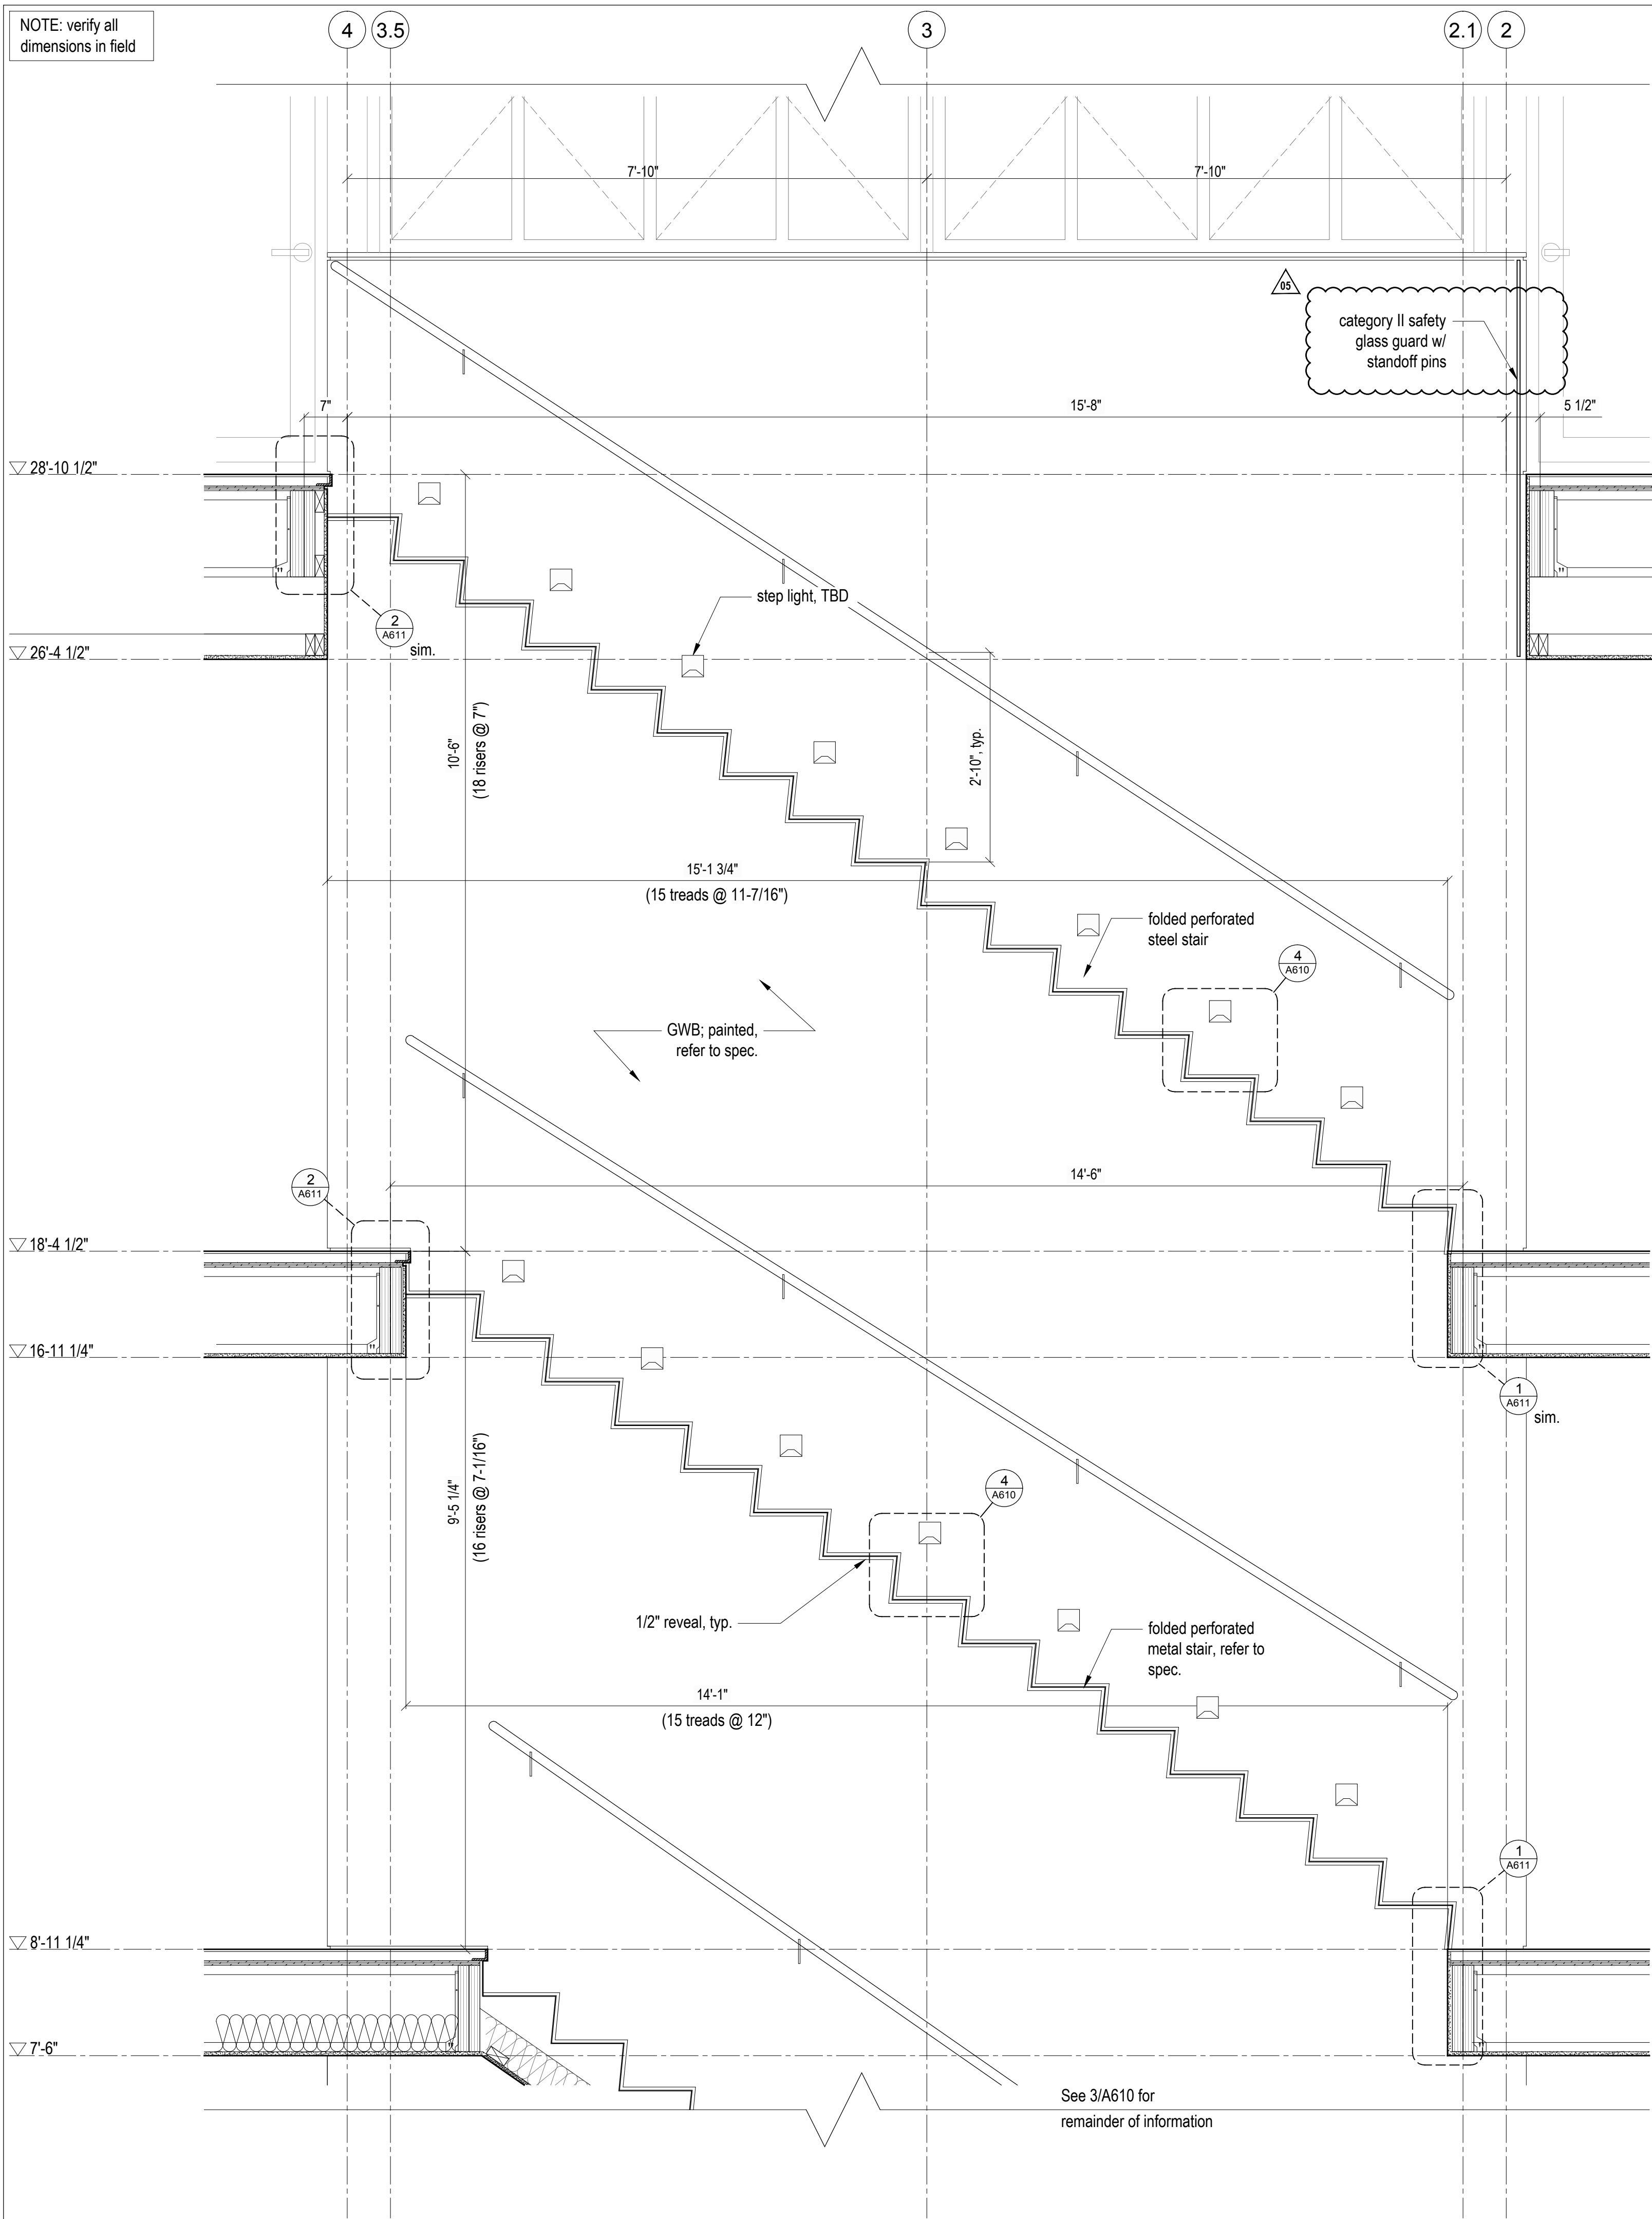 NOTE: verify all
dimensions in field
4
3.5
3
2.1
2
7'-10"
7'-10"
05
category II safety
glass guard w/
standoff pins
7"
15'-8"
5 1/2"
28'-10 1/2"
step light, TBD
2
A611
sim.
26'-4 1/2"
10'-6"
(18 risers @ 7")
2'-10", typ.
15'-1 3/4"
(15 treads @ 11-7/16")
folded perforated
steel stair
4
A610
GWB; painted,
refer to spec.
2
A611
14'-6"
18'-4 1/2"
16-11 1/4"
1
A611
sim.
9'-5 1/4"
(16 risers @ 7-1/16")
4
A610
1/2" reveal, typ.
folded perforated
metal stair, refer to
spec.
14'-1"
(15 treads @ 12")
1
A611
8'-11 1/4"
7'-6"
See 3/A610 for
remainder of information